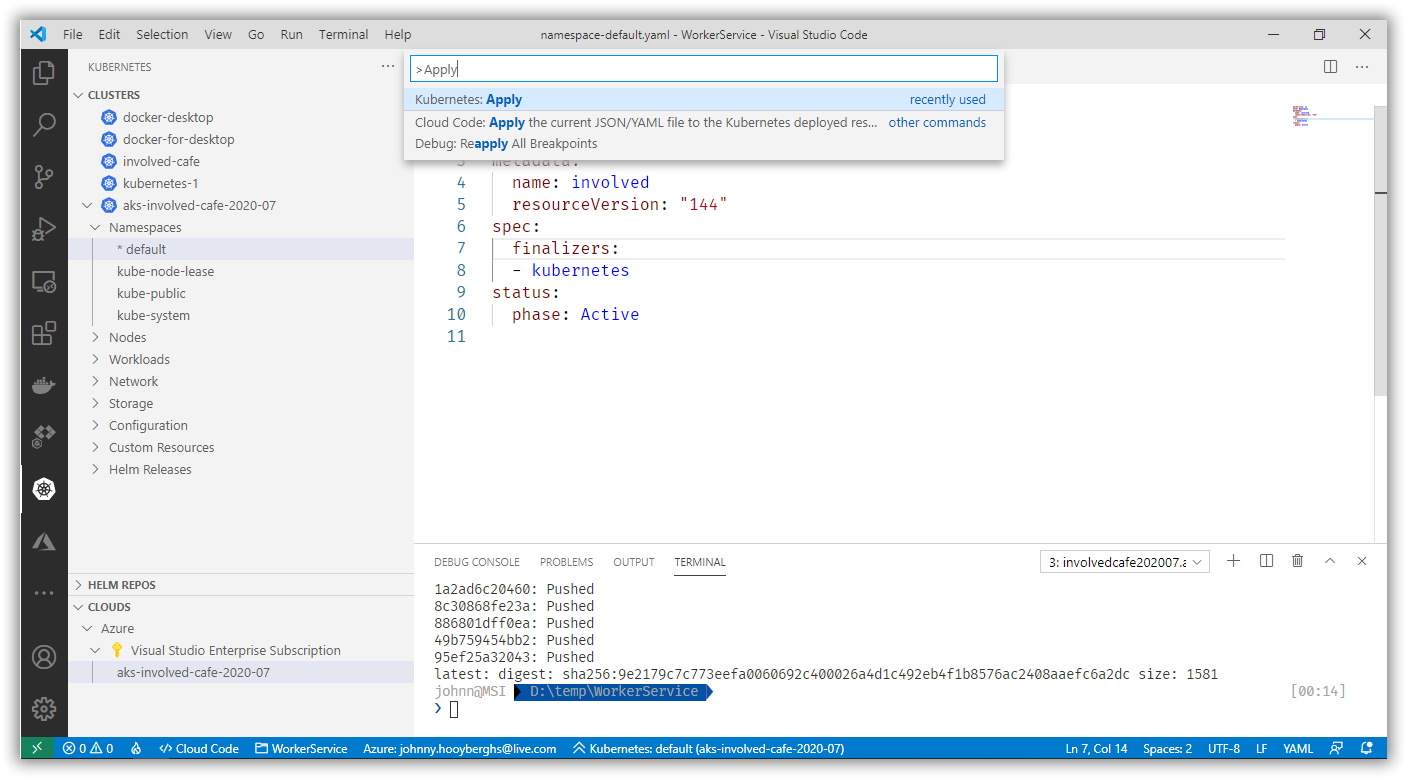 File Edit Selection View Go Run Terminal Help
namespace-default.yaml - WorkerService - Visual Studio Code
KUBERNETES
CLUSTERS
docker-desktop
docker-for-desktop
involved-cafe
kubernetes-1
aks-involved-cafe-2020-07
Namespaces
* default
kube-node-lease
kube-public
kube-system
Nodes
Workloads
Network
Storage
Configuration
Custom Resources
Helm Releases
HELM REPOS
CLOUDS
Azure
Visual Studio Enterprise Subscription
aks-involved-cafe-2020-07
>Apply
Kubernetes: Apply recently used
Cloud Code: Apply the current JSON/YAML file to the Kubernetes deployed res... other commands
Debug: Reapply All Breakpoints
3 metadata:
4 name: involved
5 resourceVersion: "144"
6 spec:
7 finalizers:
8 - kubernetes
9 status:
10 phase: Active
11
DEBUG CONSOLE PROBLEMS OUTPUT TERMINAL 3: involvedcafe202007.a
1a2ad6c20460: Pushed
8c30868fe23a: Pushed
886801dff0ea: Pushed
49b759454bb2: Pushed
95ef25a32043: Pushed
latest: digest: sha256:9e2179c7c773eefa0060692c400026a4d1c492eb4f1b8576ac2408aaefc6a2dc size: 1581
johnn@MSI D:\temp\WorkerService [00:14]
❯
0 0 Cloud Code WorkerService Azure: johnny.hooyberghs@live.com Kubernetes: default (aks-involved-cafe-2020-07) Ln 7, Col 14 Spaces: 2 UTF-8 LF YAML